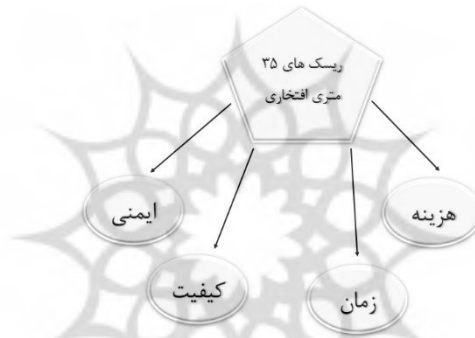 ریسک های ۳۵
متری افتخاری
هزینه
ایمنی
زمان
کیفیت